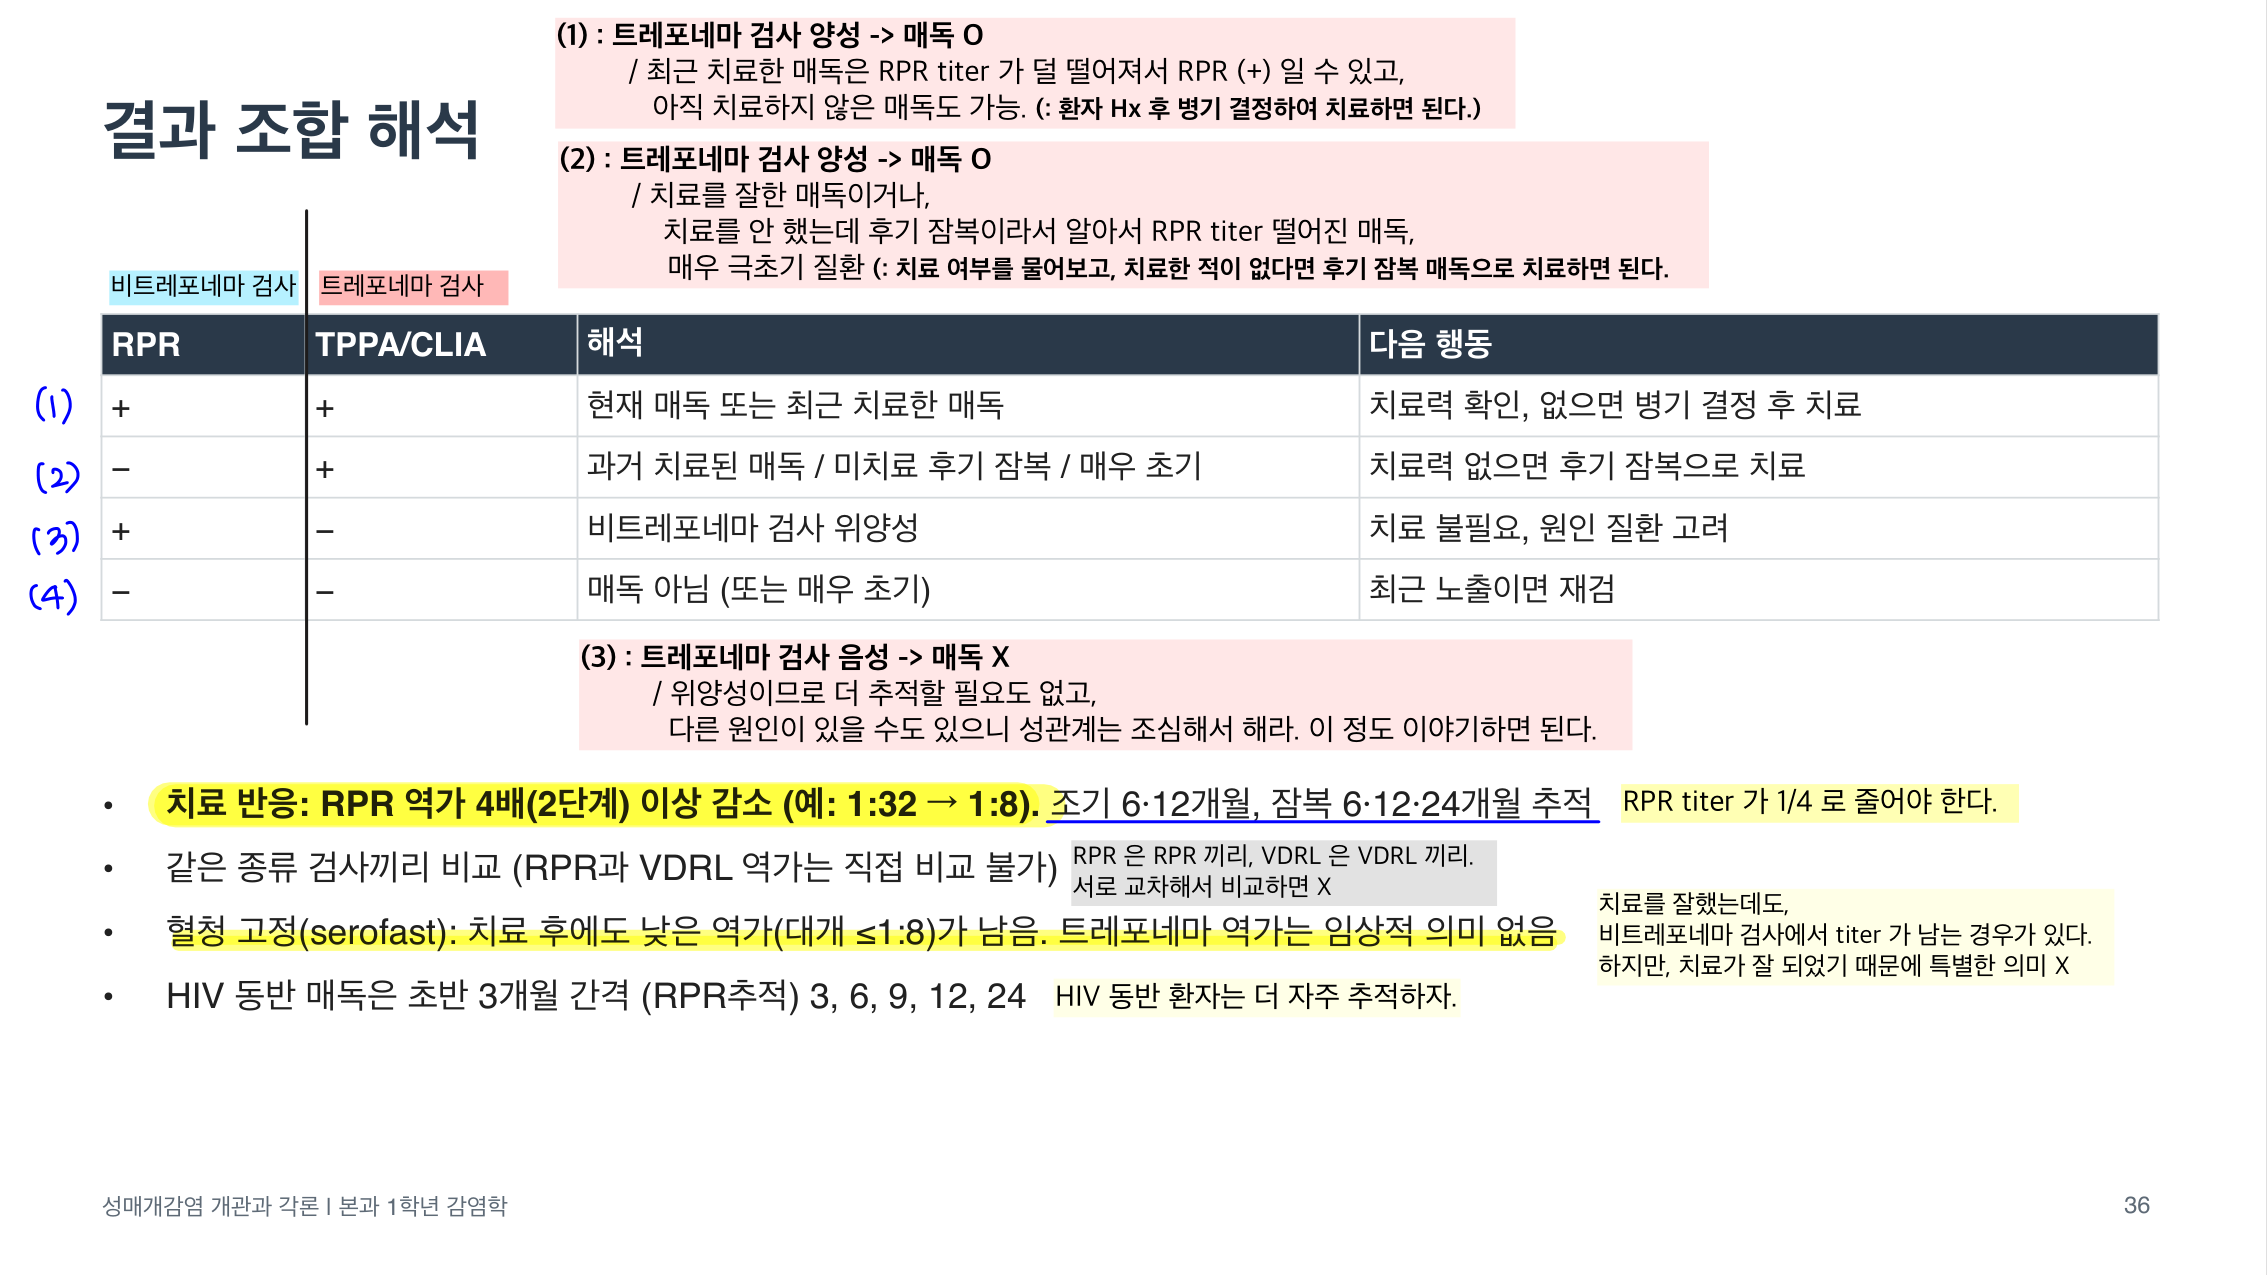 (1) : 트레포네마 검사 양성 -> 매독 O
/ 최근 치료한 매독은 RPR titer 가 덜 떨어져서 RPR (+) 일 수 있고,
아직 치료하지 않은 매독도 가능. (: 환자 Hx 후 병기 결정하여 치료하면 된다.)
결과 조합 해석
(2) : 트레포네마 검사 양성 -> 매독 O
/ 치료를 잘한 매독이거나,
치료를 안 했는데 후기 잠복이라서 알아서 RPR titer 떨어진 매독,
매우 극초기 질환 (: 치료 여부를 물어보고, 치료한 적이 없다면 후기 잠복 매독으로 치료하면 된다.
비트레포네마 검사 트레포네마 검사
RPR TPPA/CLIA 해석 다음 행동
(1) + + 현재 매독 또는 최근 치료한 매독 치료력 확인, 없으면 병기 결정 후 치료
(2) − + 과거 치료된 매독 / 미치료 후기 잠복 / 매우 초기 치료력 없으면 후기 잠복으로 치료
(3) + − 비트레포네마 검사 위양성 치료 불필요, 원인 질환 고려
(4) − − 매독 아님 (또는 매우 초기) 최근 노출이면 재검
(3) : 트레포네마 검사 음성 -> 매독 X
/ 위양성이므로 더 추적할 필요도 없고,
다른 원인이 있을 수도 있으니 성관계는 조심해서 해라. 이 정도 이야기하면 된다.
• 치료 반응: RPR 역가 4배(2단계) 이상 감소 (예: 1:32 → 1:8). 조기 6·12개월, 잠복 6·12·24개월 추적 RPR titer 가 1/4 로 줄어야 한다.
• 같은 종류 검사끼리 비교 (RPR과 VDRL 역가는 직접 비교 불가)
RPR 은 RPR 끼리, VDRL 은 VDRL 끼리.
서로 교차해서 비교하면 X
• 혈청 고정(serofast): 치료 후에도 낮은 역가(대개 ≤1:8)가 남음. 트레포네마 역가는 임상적 의미 없음
치료를 잘했는데도,
비트레포네마 검사에서 titer 가 남는 경우가 있다.
하지만, 치료가 잘 되었기 때문에 특별한 의미 X
• HIV 동반 매독은 초반 3개월 간격 (RPR추적) 3, 6, 9, 12, 24 HIV 동반 환자는 더 자주 추적하자.
성매개감염 개관과 각론 | 본과 1학년 감염학
36